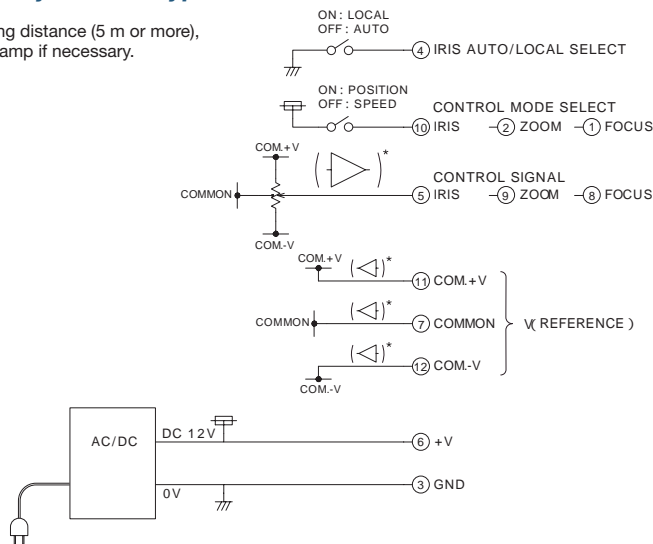 ng distance (5 m or more),
amp if necessary.
ON : LOCAL
OFF : AUTO
4 IRIS AUTO/LOCAL SELECT
ON : POSITION
OFF : SPEED
CONTROL MODE SELECT
10 IRIS 2 ZOOM 1 FOCUS
COM.+V
*
CONTROL SIGNAL
COMMON 5 IRIS 9 ZOOM 8 FOCUS
COM.-V
COM.+V
*
11 COM.+V
*
COMMON 7 COMMON V( REFERENCE )
*
12 COM.-V
COM.-V
AC/DC
DC 12V
6 +V
0V
3 GND